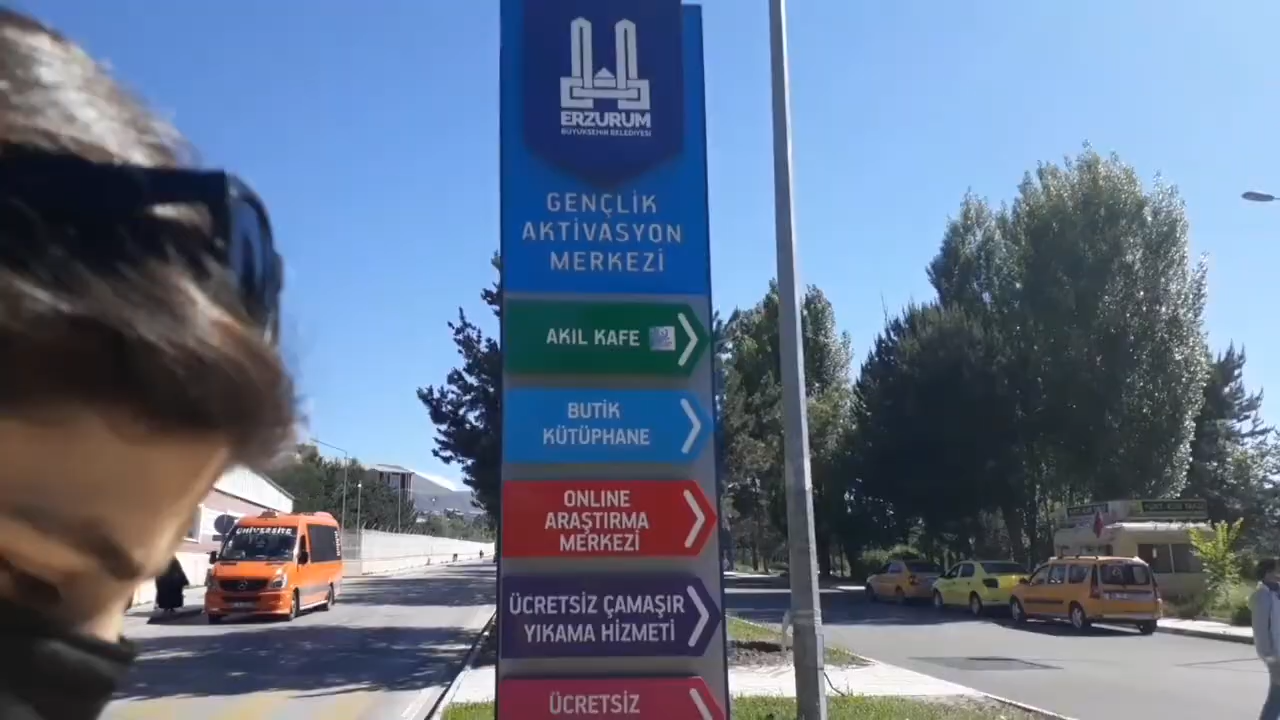 ERZURUM
BÜYÜKŞEHİR BELEDİYESİ
GENÇLİK
AKTİVASYON
MERKEZİ
AKIL KAFE
BUTİK
KÜTÜPHANE
ONLINE
ARAŞTIRMA
MERKEZİ
ÜCRETSİZ ÇAMAŞIR
YIKAMA HİZMETİ
ÜCRETSİZ
ÜNİVERSİTE